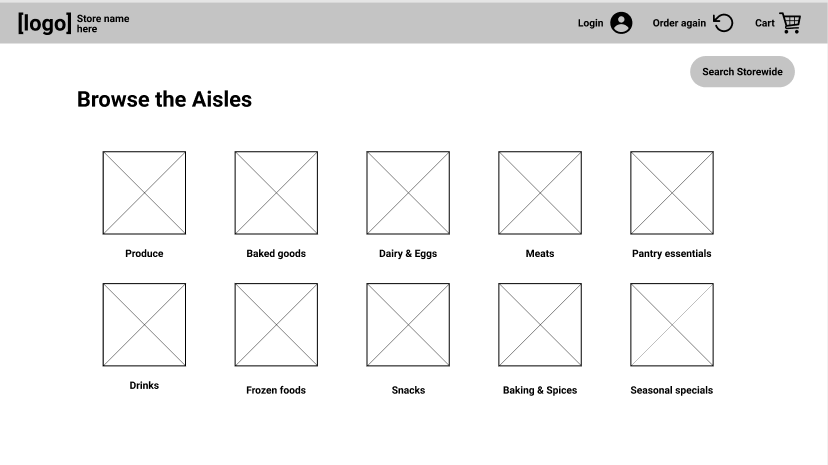 [logo] Store name
here
Login Order again Cart
Search Storewide
Browse the Aisles
Produce Baked goods Dairy & Eggs Meats Pantry essentials
Drinks Frozen foods Snacks Baking & Spices Seasonal specials